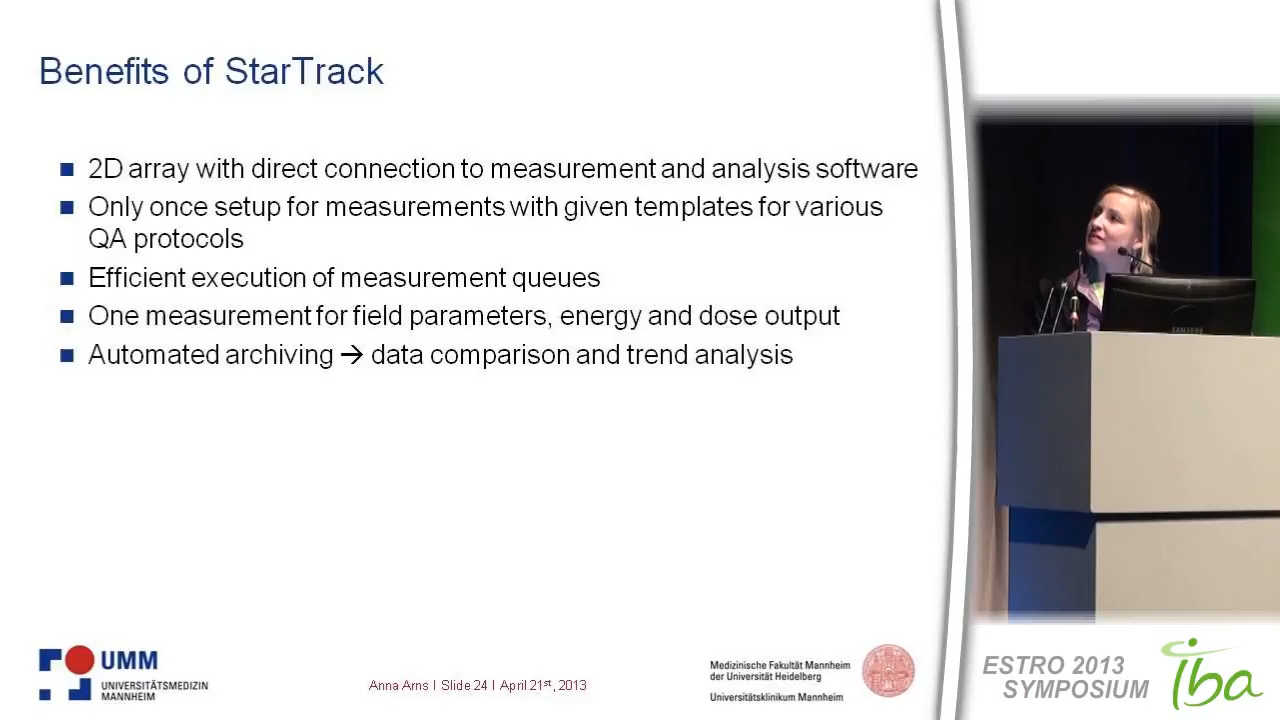 Benefits of StarTrack
2D array with direct connection to measurement and analysis software
Only once setup for measurements with given templates for various
QA protocols
Efficient execution of measurement queues
One measurement for field parameters, energy and dose output
Automated archiving → data comparison and trend analysis
SAMSUNG
UMM
UNIVERSITÄTSMEDIZIN
MANNHEIM
Anna Arns I Slide 24 I April 21st, 2013
Medizinische Fakultät Mannheim
der Universität Heidelberg
Universitätsklinikum Mannheim
ESTRO 2013
SYMPOSIUM
iba